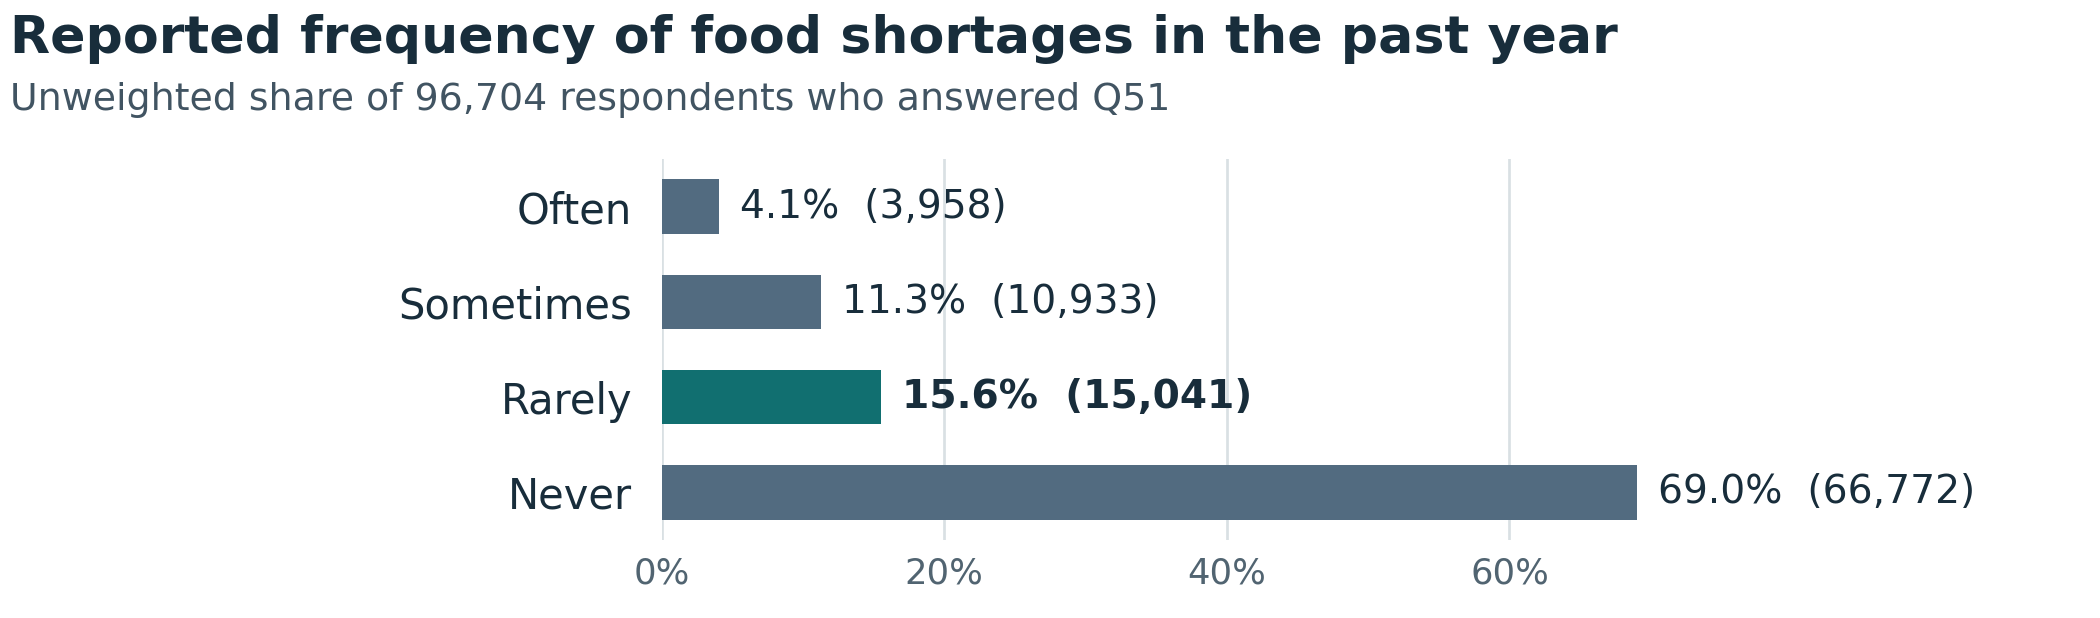 Reported frequency of food shortages in the past year
Unweighted share of 96,704 respondents who answered Q51
Often 4.1% (3,958)
Sometimes 11.3% (10,933)
Rarely 15.6% (15,041)
Never 69.0% (66,772)
0% 20% 40% 60%